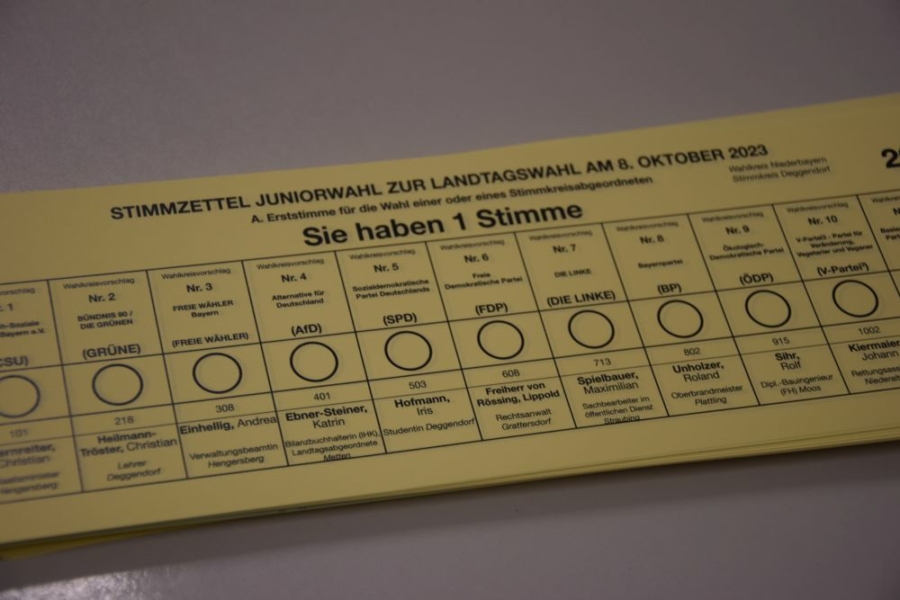 STIMMZETTEL JUNIORWAHL ZUR LANDTAGSWAHL AM 8. OKTOBER 2023
A. Erststimme für die Wahl einer oder eines Stimmkreisabgeordneten
Wahlkreis Niederbayern
Stimmkreis Deggendorf
Sie haben 1 Stimme
CSU)
101
Christian
Hengersberg
Wahlkreisvorschlag
Nr. 2
BÜNDNIS 90 /
DIE GRÜNEN
(GRÜNE)
218
Heilmann-
Tröster, Christian
Lehrer
Deggendorf
Wahlkreisvorschlag
Nr. 3
FREIE WÄHLER
Bayern
(FREIE WÄHLER)
308
Einhellig, Andrea
Verwaltungsbeamtin
Hengersberg
Wahlkreisvorschlag
Nr. 4
Alternative für
Deutschland
(AfD)
401
Ebner-Steiner,
Katrin
Bilanzbuchhalterin (IHK),
Landtagsabgeordnete
Metten
Wahlkreisvorschlag
Nr. 5
Sozialdemokratische
Partei Deutschlands
(SPD)
503
Hofmann,
Iris
Studentin Deggendorf
Wahlkreisvorschlag
Nr. 6
Freie
Demokratische Partei
(FDP)
608
Freiherr von
Rössing, Lippold
Rechtsanwalt
Grattersdorf
Wahlkreisvorschlag
Nr. 7
DIE LINKE
(DIE LINKE)
713
Spielbauer,
Maximilian
Sachbearbeiter im
öffentlichen Dienst
Straubing
Wahlkreisvorschlag
Nr. 8
Bayernpartei
(BP)
802
Unholzer,
Roland
Oberbrandmeister
Plattling
Wahlkreisvorschlag
Nr. 9
Ökologisch-
Demokratische Partei
(ÖDP)
915
Sihr,
Rolf
Dipl.-Bauingenieur
(FH) Moos
Wahlkreisvorschlag
Nr. 10
V-Partei³ - Partei für
Veränderung,
Vegetarier und Veganer
(V-Partei³)
1002
Kiermaier
Johann